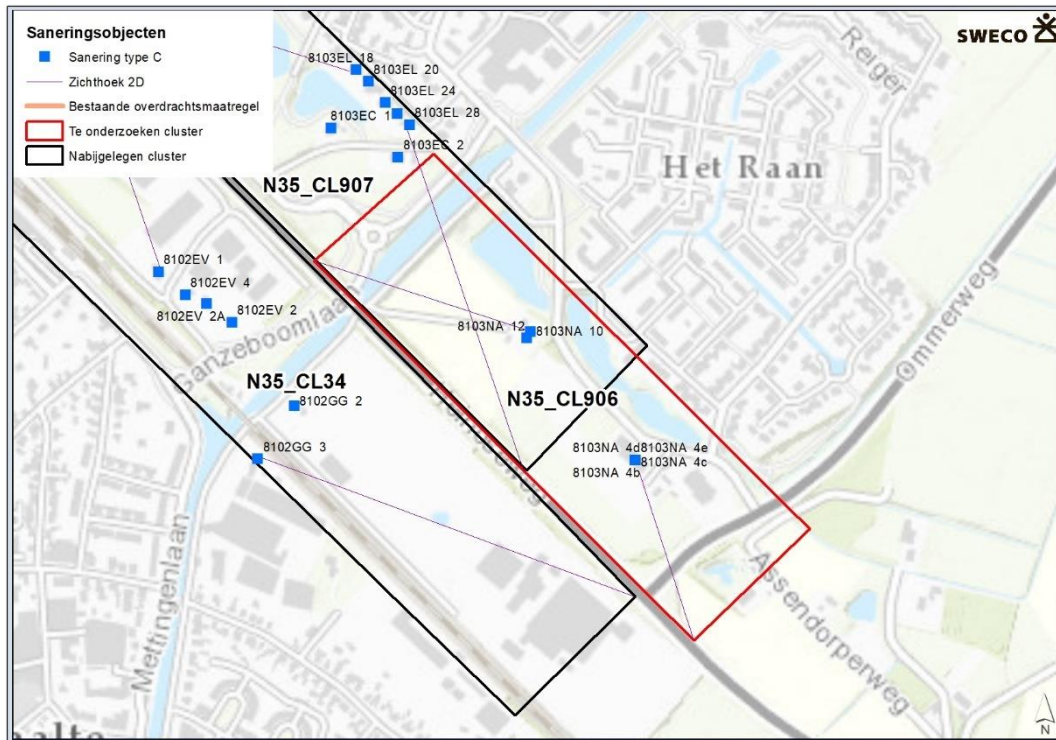 Saneringsobjecten
Sanering type C
Zichthoek 2D
Bestaande overdrachtsmaatregel
Te onderzoeken cluster
Nabijgelegen cluster
SWECO
8103EL 18
8103EL 20
8103EL 24
8103EL 28
8103EC 1
8103EC 2
Reiger
Het Raan
N35_CL907
8102EV 1
8102EV 4
8102EV 2A
8102EV 2
Ganzeboomlaan
8103NA 12
8103NA 10
Ommerweg
N35_CL34
8102GG 2
N35_CL906
8102GG 3
8103NA 4d
8103NA 4e
8103NA 4c
8103NA 4b
Mettingenlaan
Assendorperweg
aalte
N